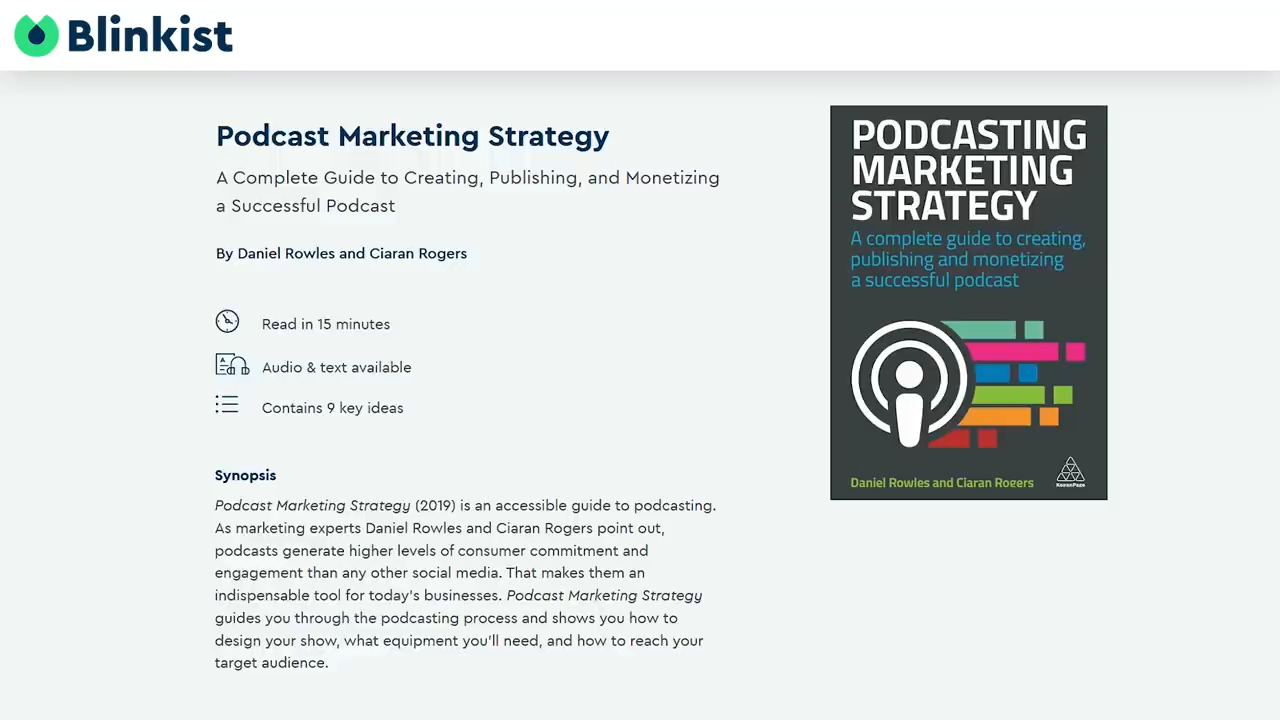 Blinkist
Podcast Marketing Strategy
A Complete Guide to Creating, Publishing, and Monetizing
a Successful Podcast
By Daniel Rowles and Ciaran Rogers
Read in 15 minutes
Audio & text available
Contains 9 key ideas
Synopsis
Podcast Marketing Strategy (2019) is an accessible guide to podcasting.
As marketing experts Daniel Rowles and Ciaran Rogers point out,
podcasts generate higher levels of consumer commitment and
engagement than any other social media. That makes them an
indispensable tool for today's businesses. Podcast Marketing Strategy
guides you through the podcasting process and shows you how to
design your show, what equipment you'll need, and how to reach your
target audience.
PODCASTING
MARKETING
STRATEGY
A complete guide to creating,
publishing and monetizing
a successful podcast
Daniel Rowles and Ciaran Rogers
KoganPage